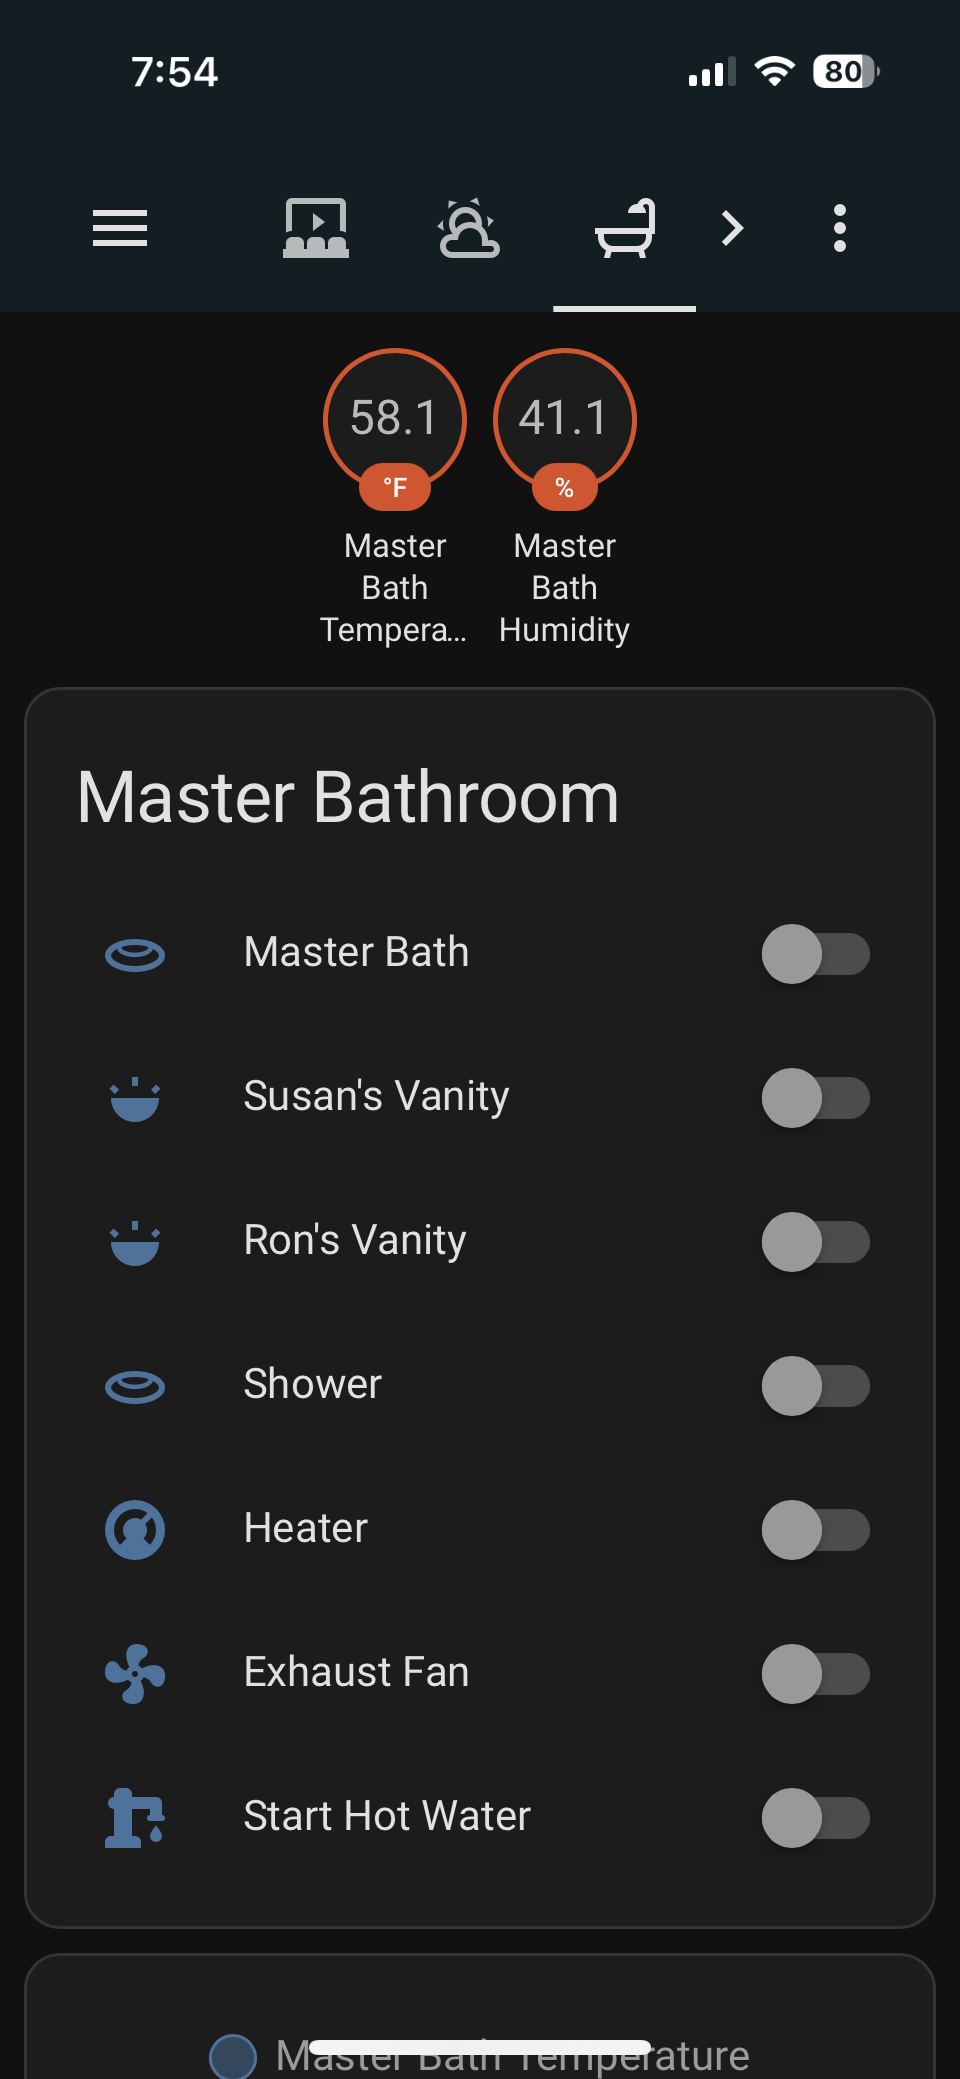 7:54
80
58.1
41.1
°F
%
Master
Bath
Tempera...
Master
Bath
Humidity
Master Bathroom
Master Bath
Susan's Vanity
Ron's Vanity
Shower
Heater
Exhaust Fan
Start Hot Water
Master Bath Temperature